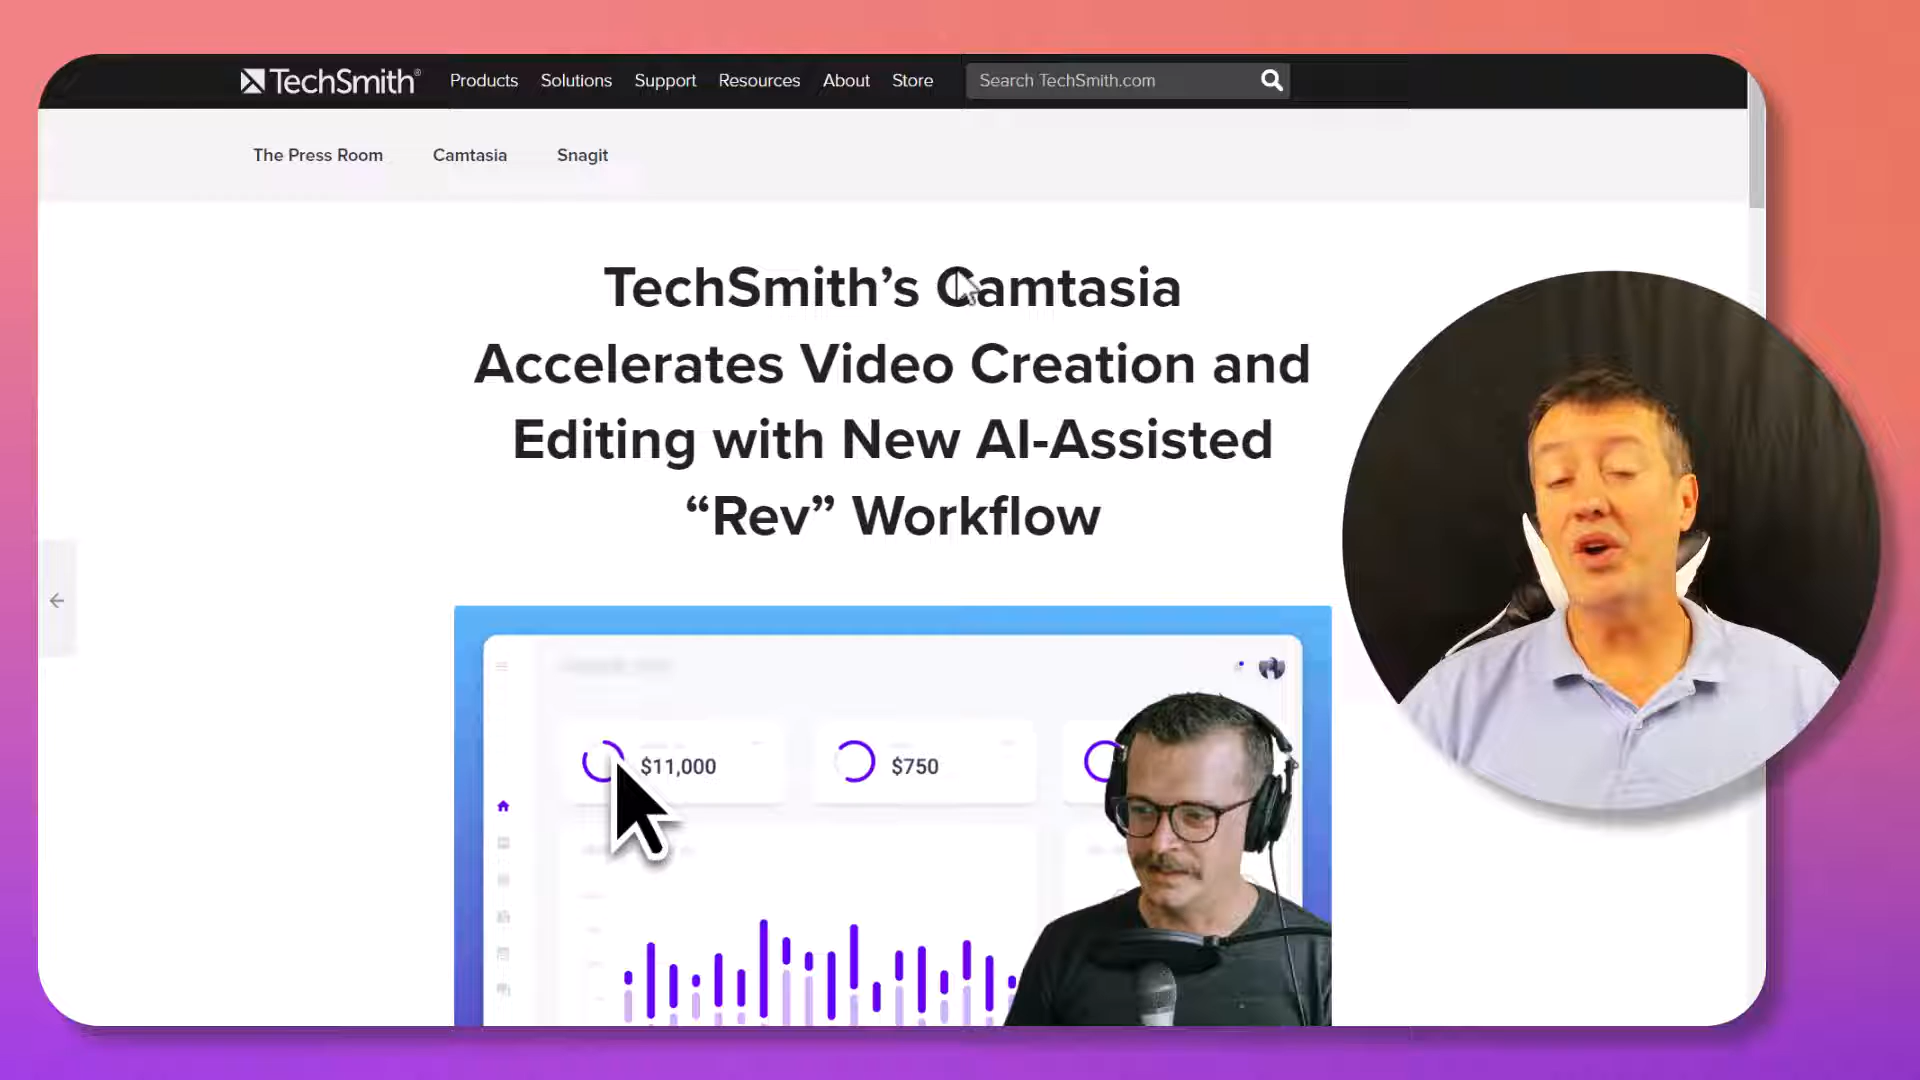 TechSmith®
Products Solutions Support Resources About Store
Search TechSmith.com
The Press Room Camtasia Snagit
TechSmith’s Camtasia
Accelerates Video Creation and
Editing with New AI-Assisted
“Rev” Workflow
$11,000 $750